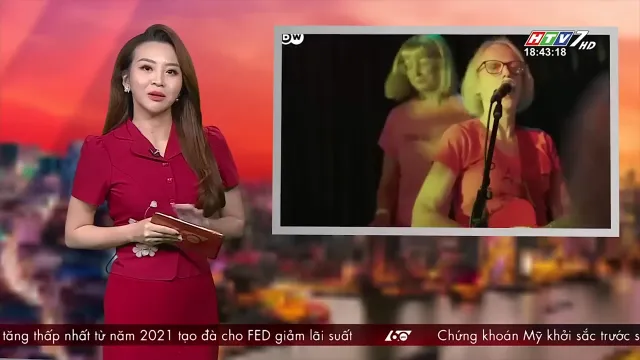 DW
HTV7 HD
18:43:18
tăng thấp nhất từ năm 2021 tạo đà cho FED giảm lãi suất
60
Chứng khoán Mỹ khởi sắc trước s